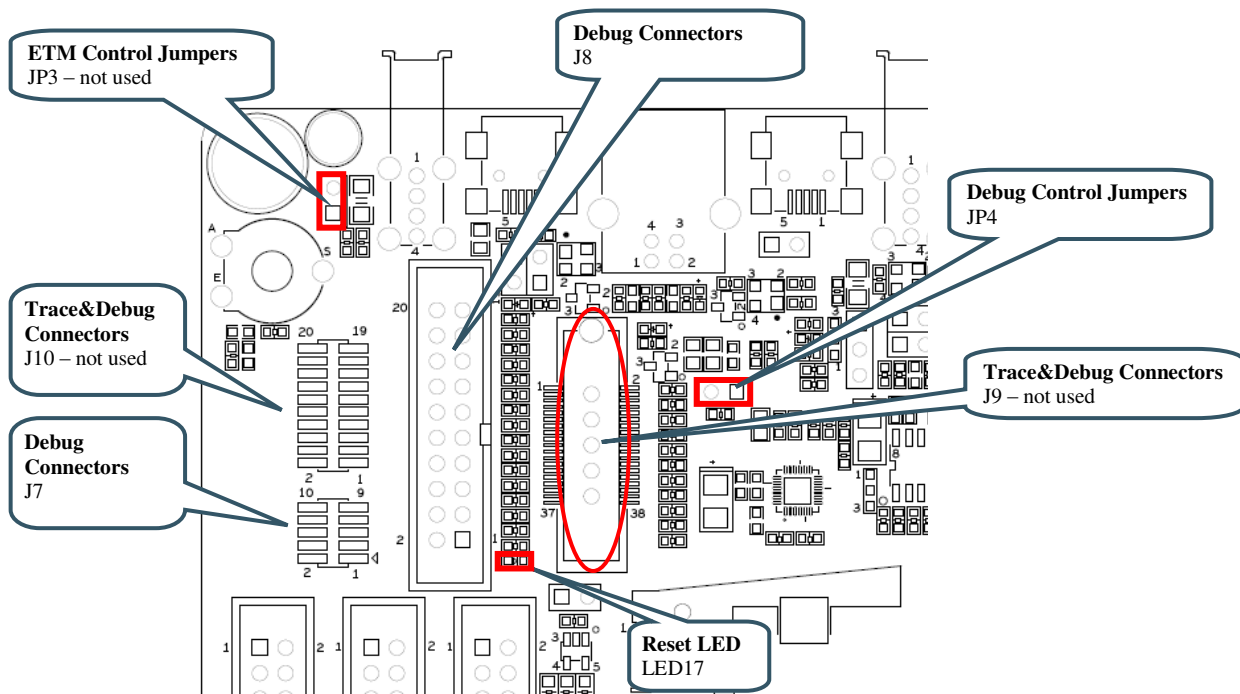 ETM Control Jumpers
JP3 – not used
Debug Connectors
J8
Debug Control Jumpers
JP4
Trace&Debug
Connectors
J10 – not used
Trace&Debug Connectors
J9 – not used
Debug
Connectors
J7
Reset LED
LED17
1
4
5
4 3
1 2
5 1
1
4
A
S
E
20
2
1
20 19
2 1
10 9
2 1
3
2
3
2
3 2
4
3
1 2
37 38
1
8
1
3
1 2
1 2
1 2
3
4 5
1